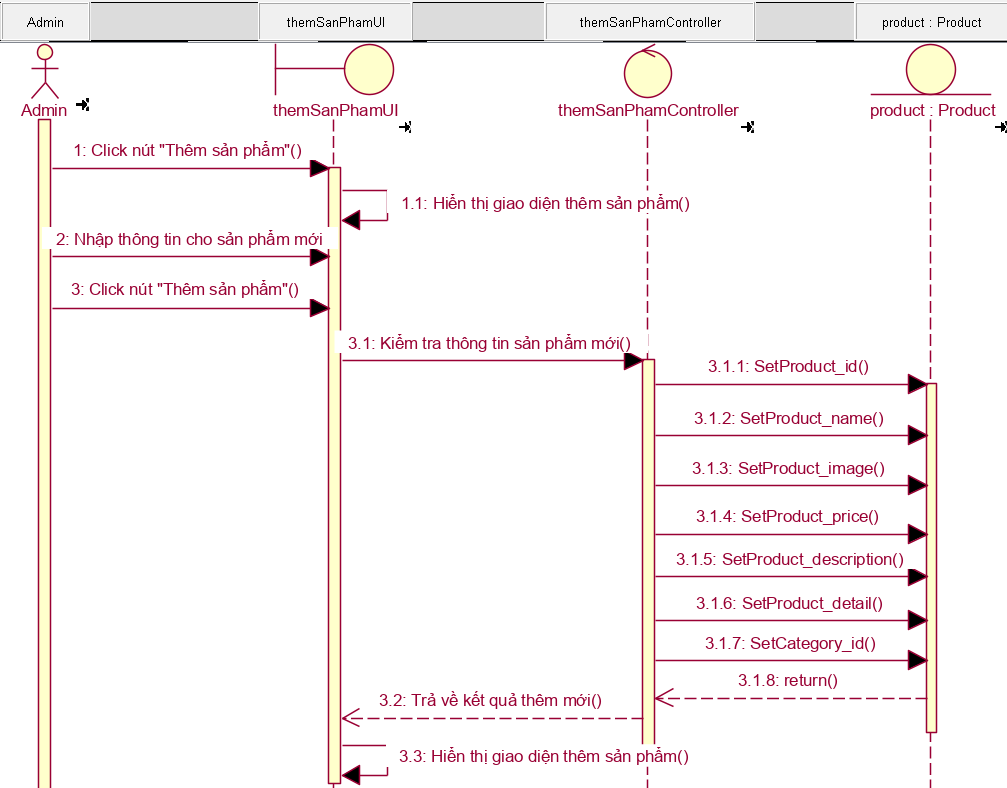 Admin
themSanPhamUI
themSanPhamController
product : Product
Admin
themSanPhamUI
themSanPhamController
product : Product
1: Click nút "Thêm sản phẩm"()
1.1: Hiển thị giao diện thêm sản phẩm()
2: Nhập thông tin cho sản phẩm mới
3: Click nút "Thêm sản phẩm"()
3.1: Kiểm tra thông tin sản phẩm mới()
3.1.1: SetProduct_id()
3.1.2: SetProduct_name()
3.1.3: SetProduct_image()
3.1.4: SetProduct_price()
3.1.5: SetProduct_description()
3.1.6: SetProduct_detail()
3.1.7: SetCategory_id()
3.1.8: return()
3.2: Trả về kết quả thêm mới()
3.3: Hiển thị giao diện thêm sản phẩm()